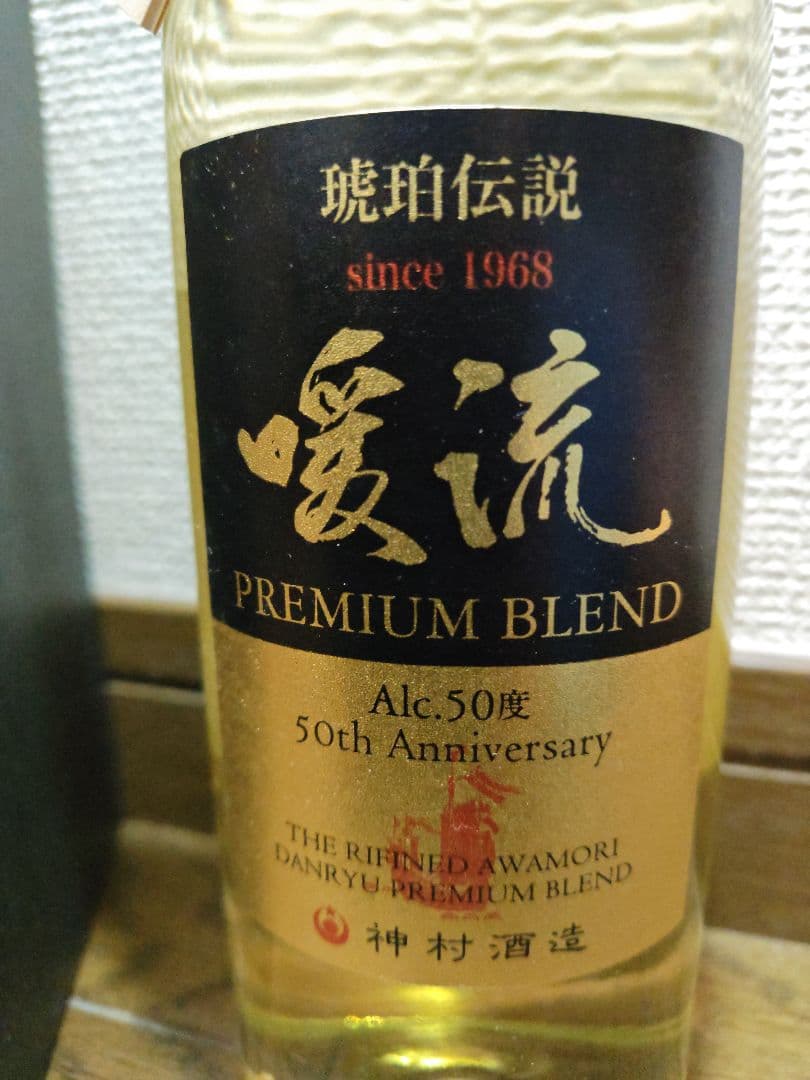 琥珀伝説
since 1968
暖流
PREMIUM BLEND
Alc.50度
50th Anniversary
THE RIFINED AWAMORI
DANRYU PREMIUM BLEND
神村酒造